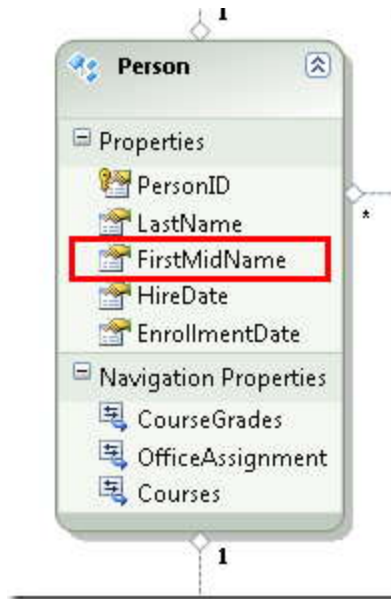 1
Person
Properties
PersonID
*
LastName
FirstMidName
HireDate
EnrollmentDate
Navigation Properties
CourseGrades
OfficeAssignment
Courses
1